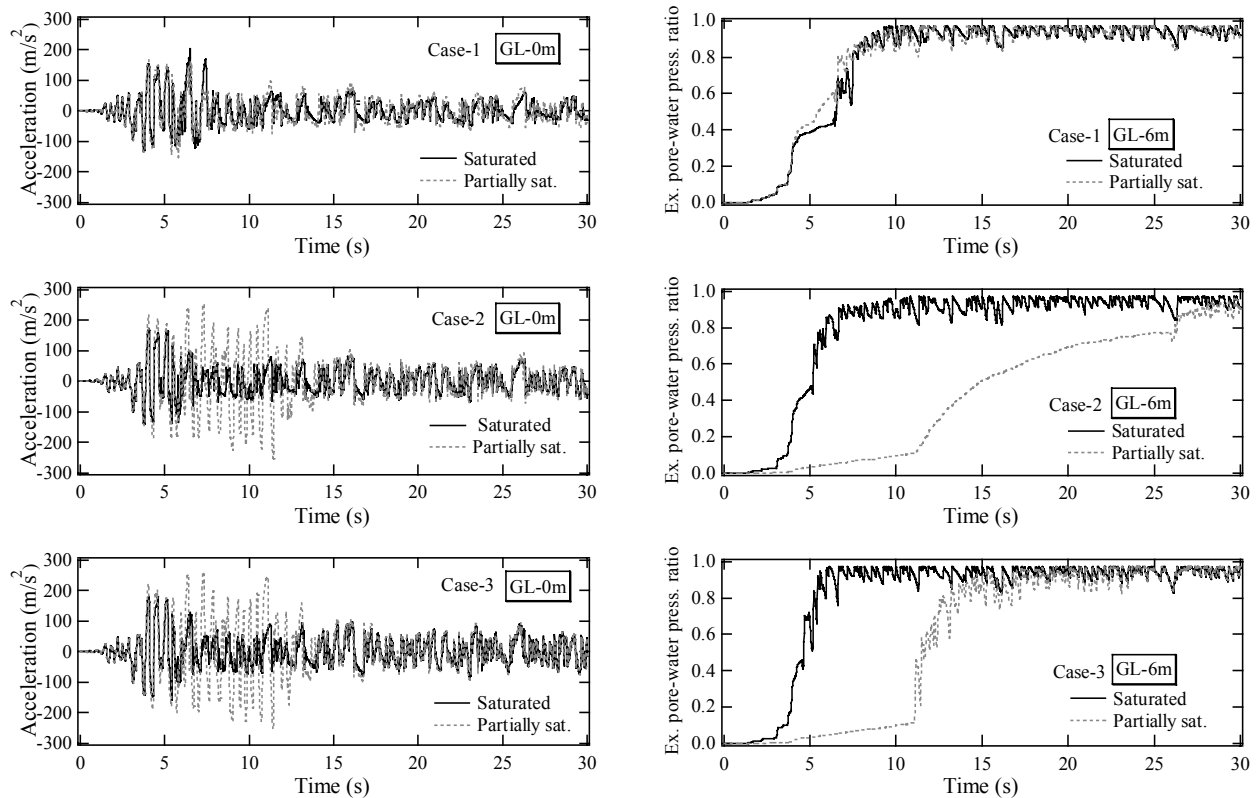 Acceleration (m/s²)
300
200
100
0
-100
-200
-300
Case-1 GL-0m
Saturated
Partially sat.
0 5 10 15 20 25 30
Time (s)
Ex. pore-water press. ratio
1.0
0.8
0.6
0.4
0.2
0.0
Case-1 GL-6m
Saturated
Partially sat.
0 5 10 15 20 25 30
Time (s)
Acceleration (m/s²)
300
200
100
0
-100
-200
-300
Case-2 GL-0m
Saturated
Partially sat.
0 5 10 15 20 25 30
Time (s)
Ex. pore-water press. ratio
1.0
0.8
0.6
0.4
0.2
0.0
Case-2 GL-6m
Saturated
Partially sat.
0 5 10 15 20 25 30
Time (s)
Acceleration (m/s²)
300
200
100
0
-100
-200
-300
Case-3 GL-0m
Saturated
Partially sat.
0 5 10 15 20 25 30
Time (s)
Ex. pore-water press. ratio
1.0
0.8
0.6
0.4
0.2
0.0
Case-3 GL-6m
Saturated
Partially sat.
0 5 10 15 20 25 30
Time (s)